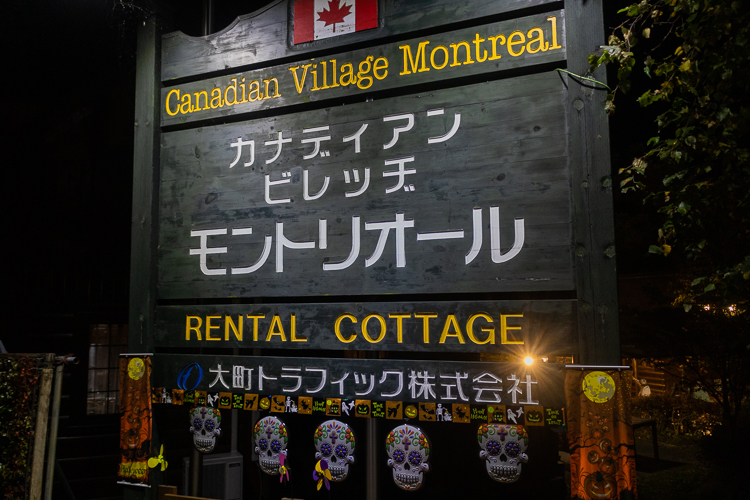 Canadian Village Montreal
カナディアン
ビレッヂ
モントリオール
RENTAL COTTAGE
大町トラフィック株式会社